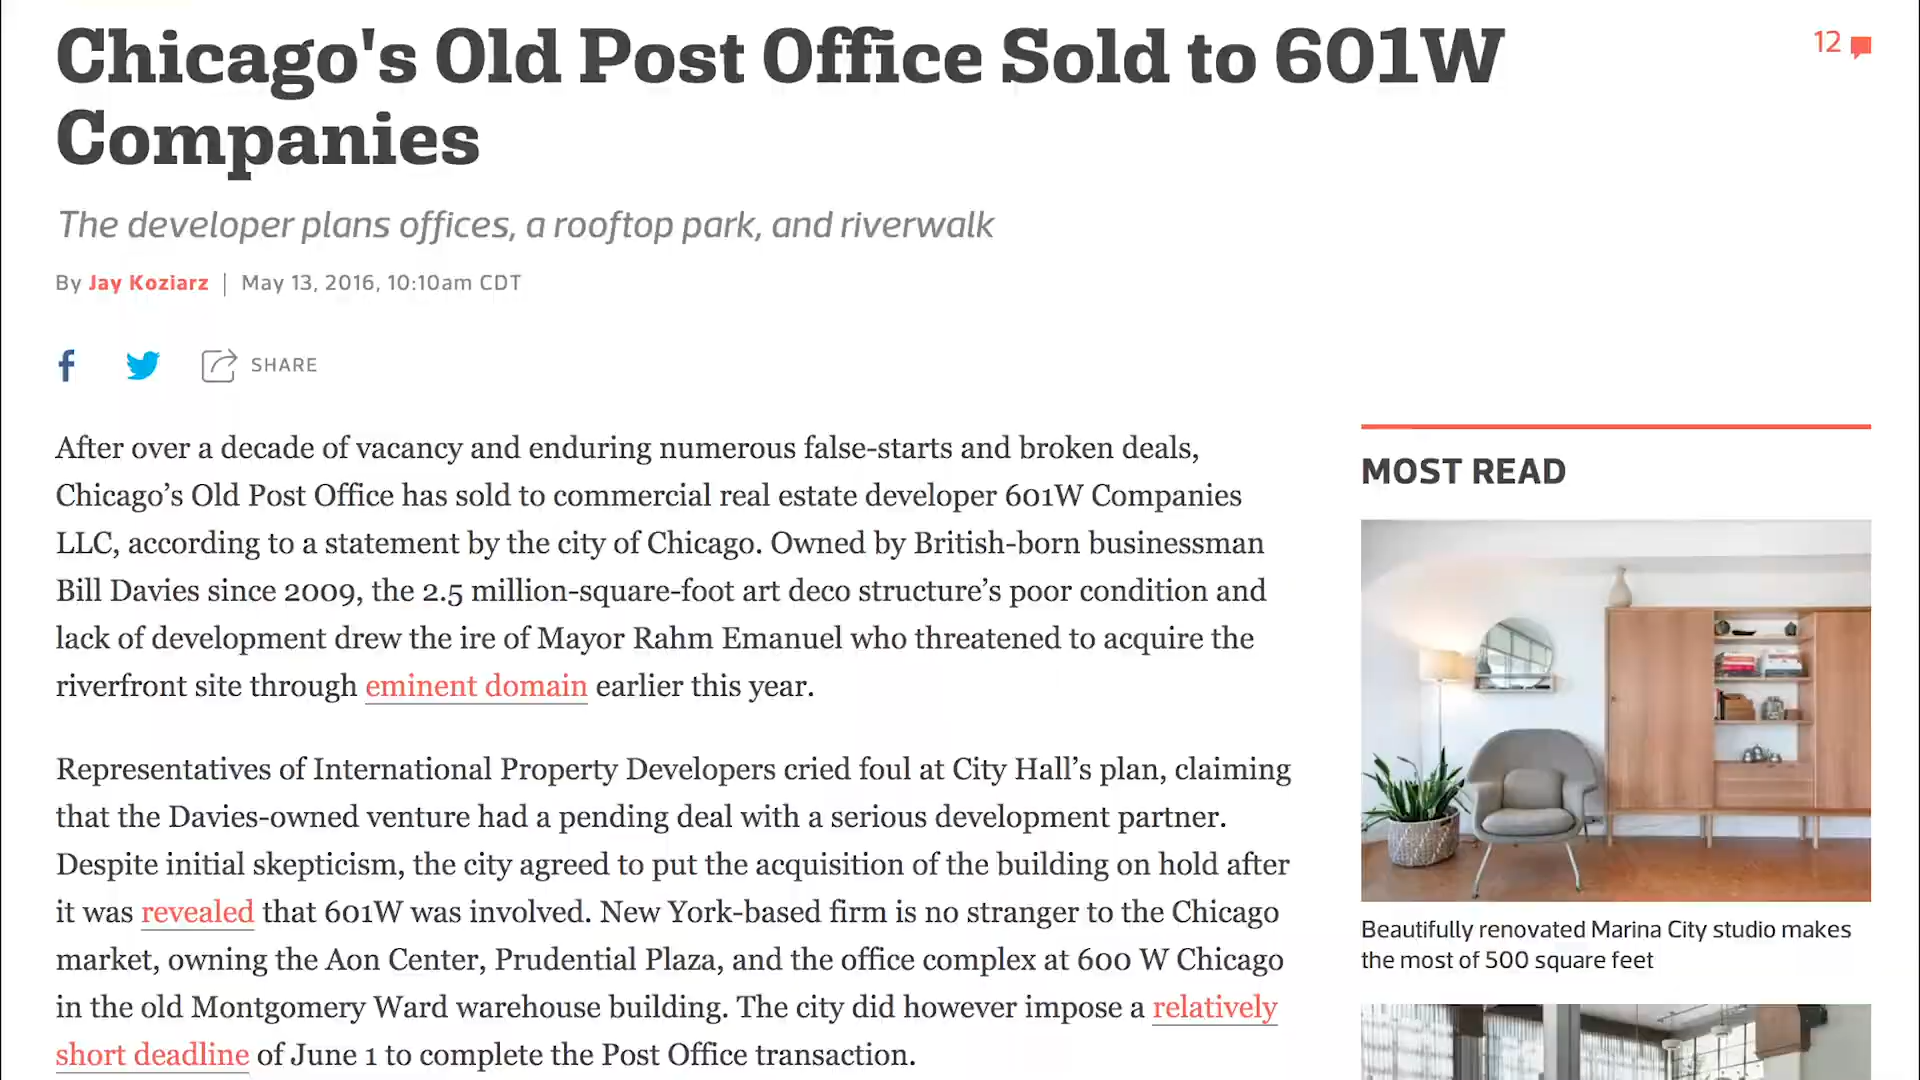 Chicago's Old Post Office Sold to 601W
Companies
12
The developer plans offices, a rooftop park, and riverwalk
By Jay Koziarz | May 13, 2016, 10:10am CDT
SHARE
After over a decade of vacancy and enduring numerous false-starts and broken deals,
Chicago’s Old Post Office has sold to commercial real estate developer 601W Companies
LLC, according to a statement by the city of Chicago. Owned by British-born businessman
Bill Davies since 2009, the 2.5 million-square-foot art deco structure’s poor condition and
lack of development drew the ire of Mayor Rahm Emanuel who threatened to acquire the
riverfront site through eminent domain earlier this year.
Representatives of International Property Developers cried foul at City Hall’s plan, claiming
that the Davies-owned venture had a pending deal with a serious development partner.
Despite initial skepticism, the city agreed to put the acquisition of the building on hold after
it was revealed that 601W was involved. New York-based firm is no stranger to the Chicago
market, owning the Aon Center, Prudential Plaza, and the office complex at 600 W Chicago
in the old Montgomery Ward warehouse building. The city did however impose a relatively
short deadline of June 1 to complete the Post Office transaction.
MOST READ
Beautifully renovated Marina City studio makes
the most of 500 square feet